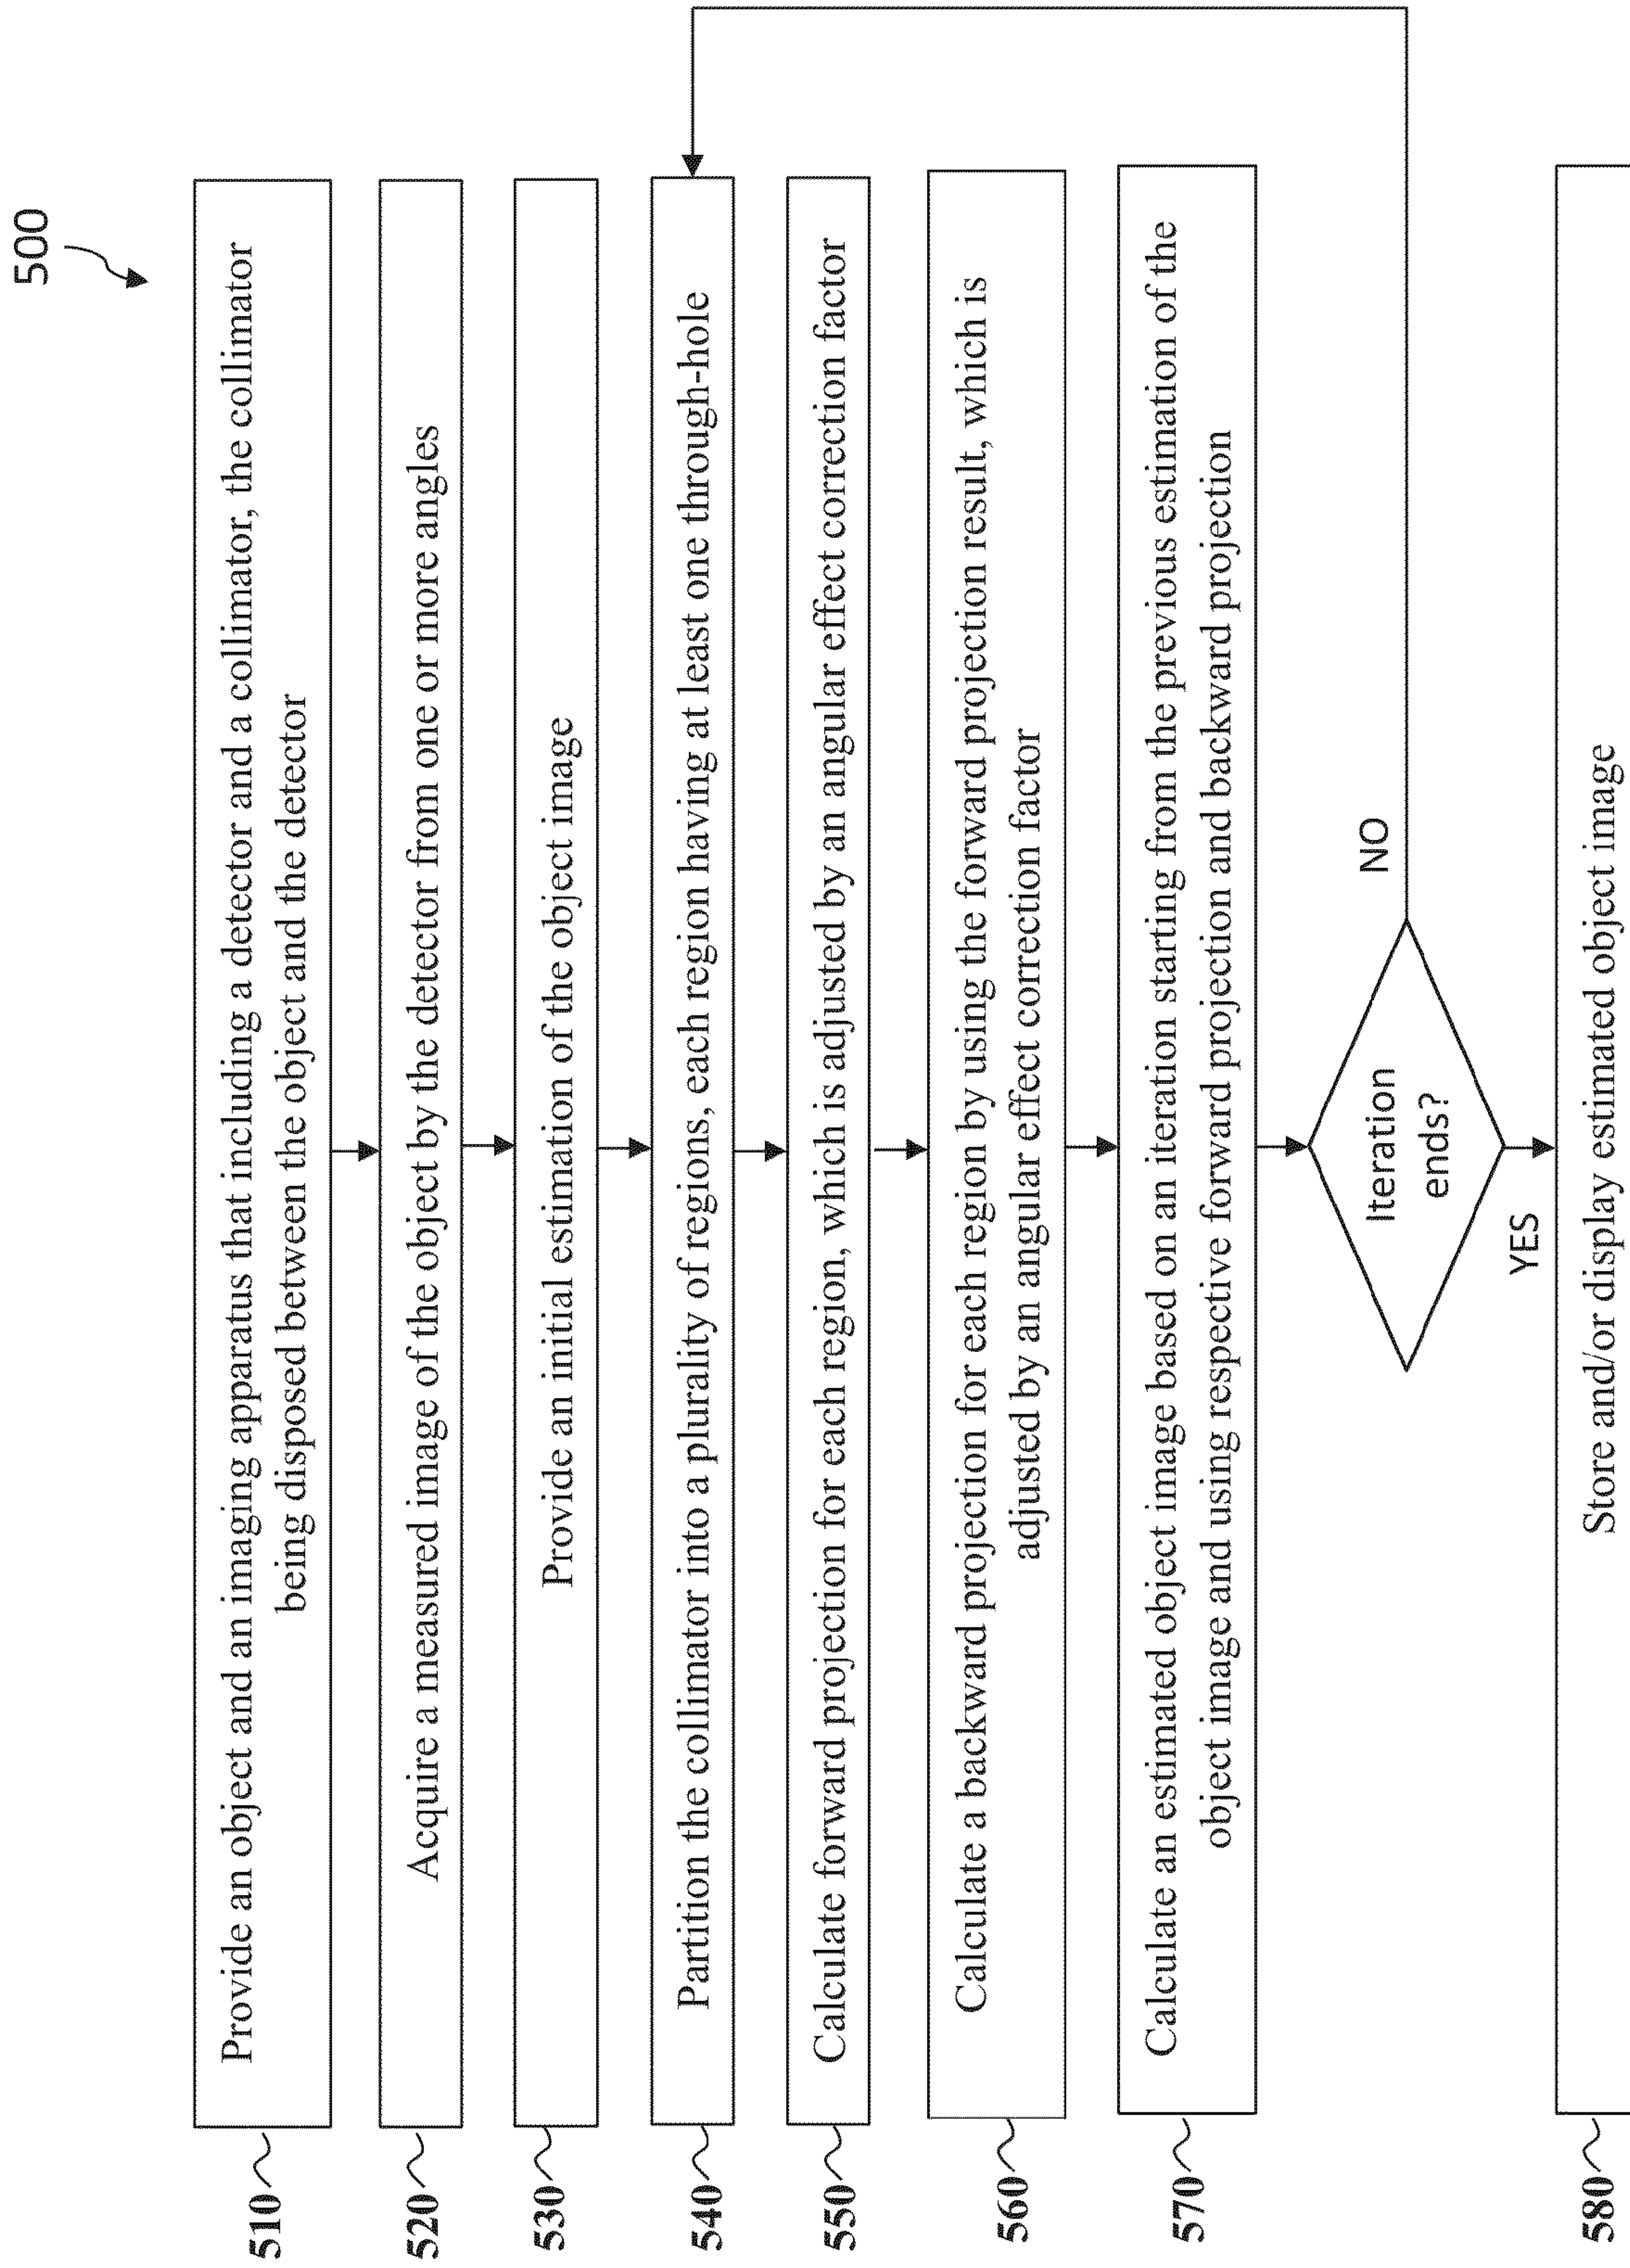 500
510
Provide an object and an imaging apparatus that including a detector and a collimator, the collimator
being disposed between the object and the detector
520
Acquire a measured image of the object by the detector from one or more angles
530
Provide an initial estimation of the object image
540
Partition the collimator into a plurality of regions, each region having at least one through-hole
550
Calculate forward projection for each region, which is adjusted by an angular effect correction factor
560
Calculate a backward projection for each region by using the forward projection result, which is
adjusted by an angular effect correction factor
570
Calculate an estimated object image based on an iteration starting from the previous estimation of the
object image and using respective forward projection and backward projection
Iteration
ends?
NO
YES
580
Store and/or display estimated object image